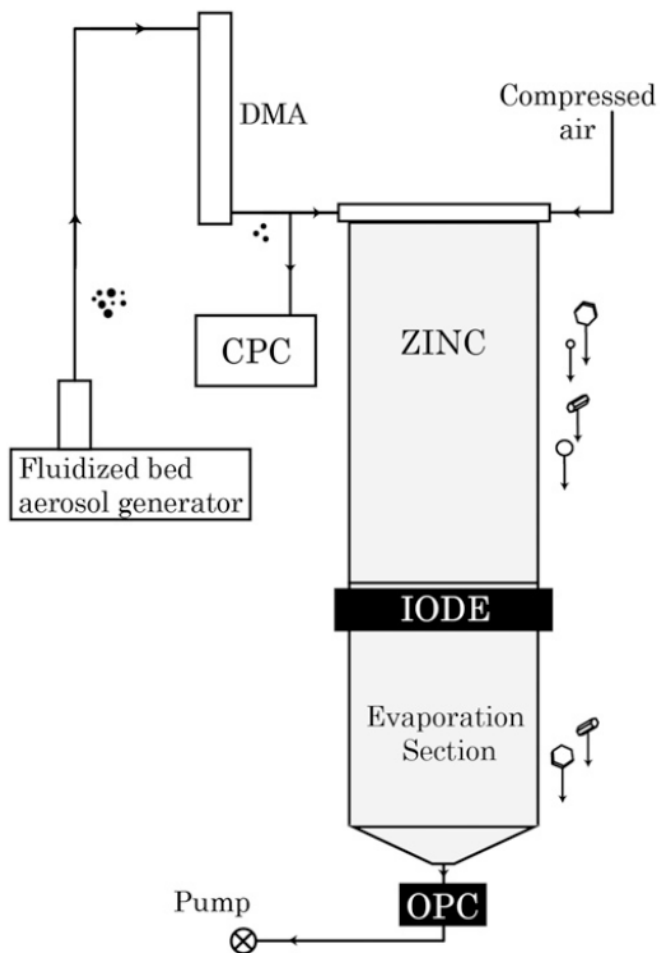 DMA
Compressed
air
CPC
ZINC
Fluidized bed
aerosol generator
IODE
Evaporation
Section
Pump
OPC